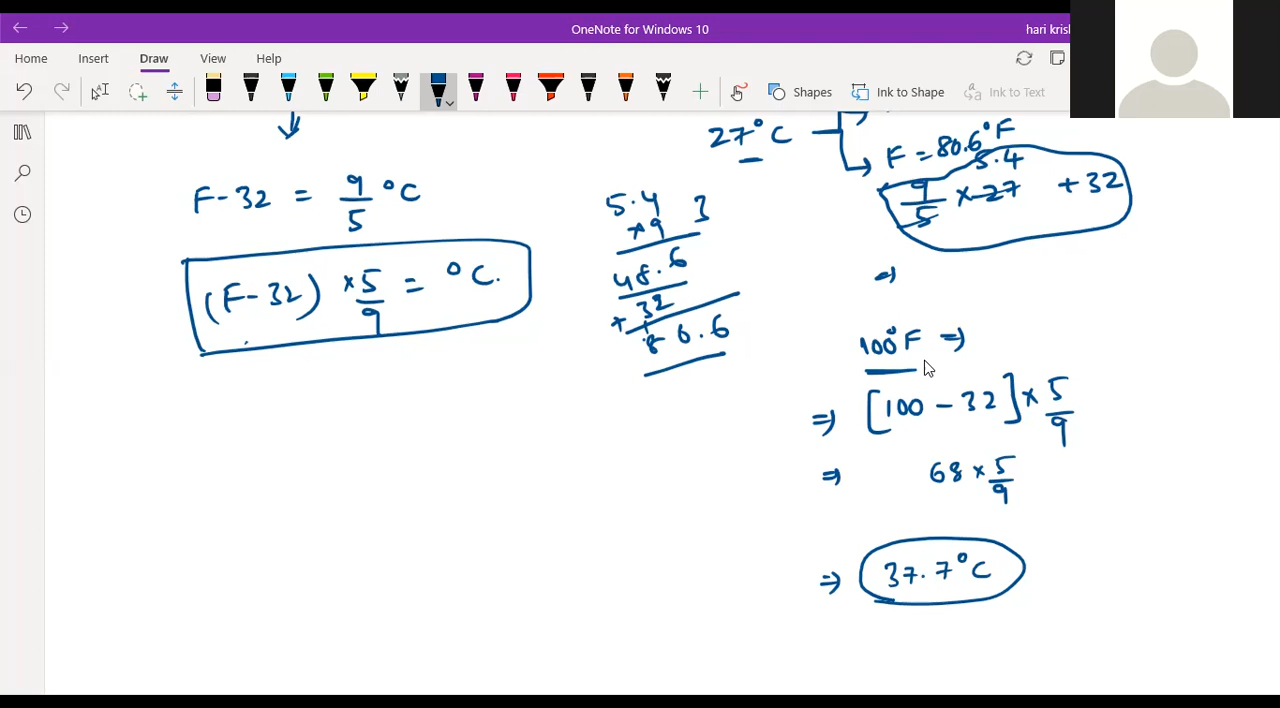 OneNote for Windows 10
hari krish
Home Insert Draw View Help
Shapes Ink to Shape Ink to Text
27°C
F = 80.6°F
5.4
9/5 × 27 + 32
F-32 = 9/5 °C
(F-32) × 5/9 = °C.
5.4 3
×9
48.6
+ 32
80.6
⇒
100°F ⇒
⇒ [100 - 32] × 5/9
⇒ 68 × 5/9
⇒ 37.7°C